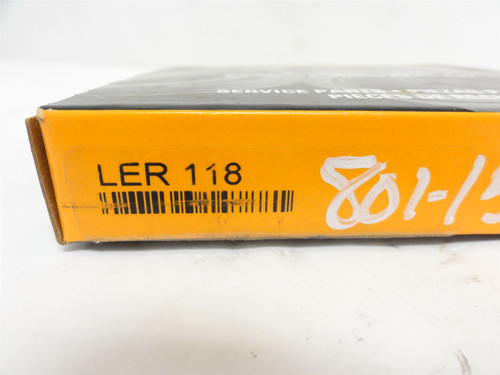 SERVICE PARTS
LER 118
801-15